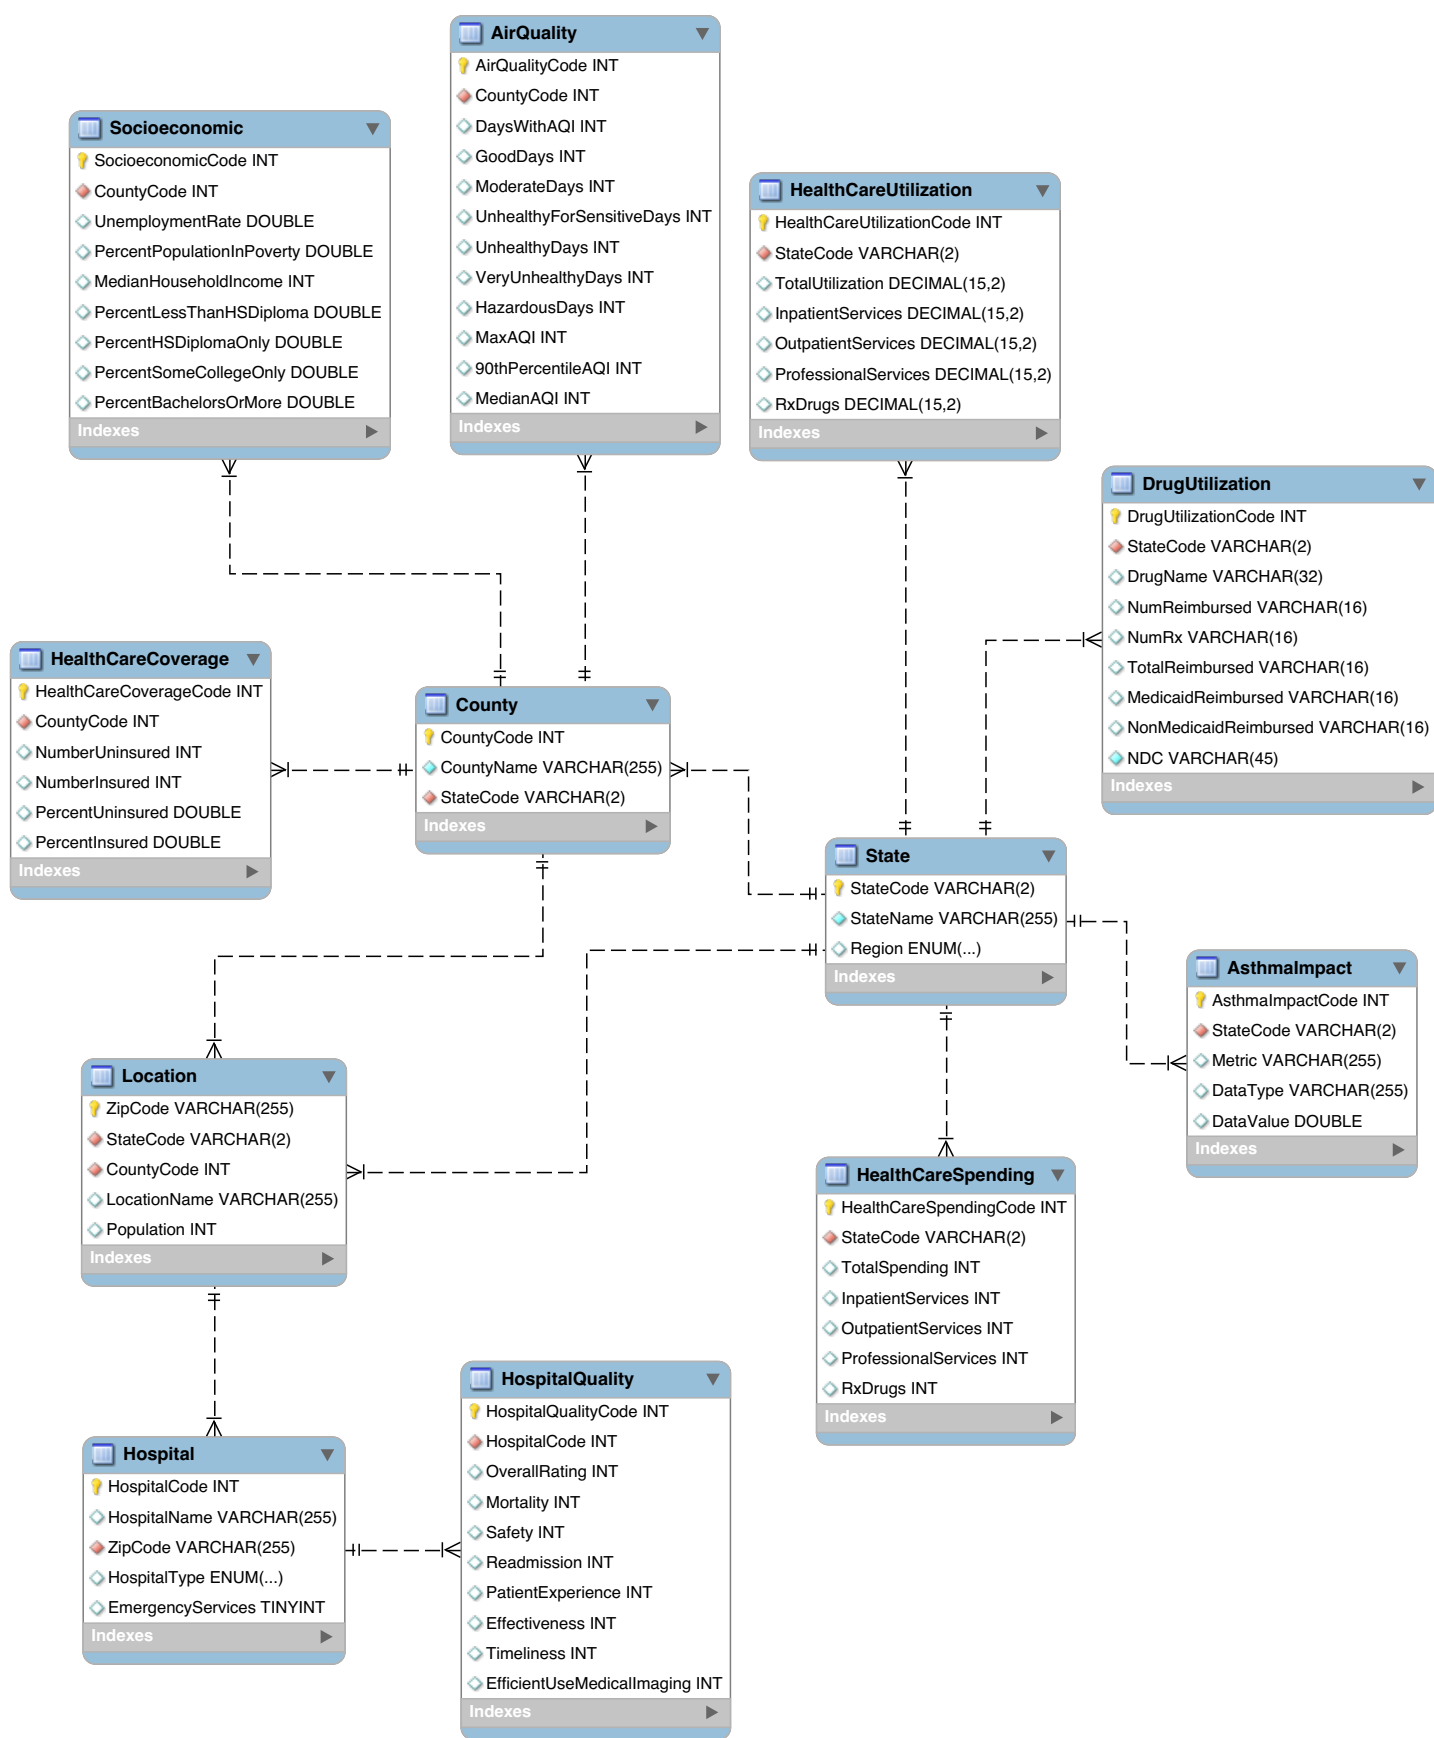 AirQuality
AirQualityCode INT
CountyCode INT
DaysWithAQI INT
GoodDays INT
ModerateDays INT
UnhealthyForSensitiveDays INT
UnhealthyDays INT
VeryUnhealthyDays INT
HazardousDays INT
MaxAQI INT
90thPercentileAQI INT
MedianAQI INT
Indexes
Socioeconomic
SocioeconomicCode INT
CountyCode INT
UnemploymentRate DOUBLE
PercentPopulationInPoverty DOUBLE
MedianHouseholdIncome INT
PercentLessThanHSDiploma DOUBLE
PercentHSDiplomaOnly DOUBLE
PercentSomeCollegeOnly DOUBLE
PercentBachelorsOrMore DOUBLE
Indexes
HealthCareUtilization
HealthCareUtilizationCode INT
StateCode VARCHAR(2)
TotalUtilization DECIMAL(15,2)
InpatientServices DECIMAL(15,2)
OutpatientServices DECIMAL(15,2)
ProfessionalServices DECIMAL(15,2)
RxDrugs DECIMAL(15,2)
Indexes
DrugUtilization
DrugUtilizationCode INT
StateCode VARCHAR(2)
DrugName VARCHAR(32)
NumReimbursed VARCHAR(16)
NumRx VARCHAR(16)
TotalReimbursed VARCHAR(16)
MedicaidReimbursed VARCHAR(16)
NonMedicaidReimbursed VARCHAR(16)
NDC VARCHAR(45)
Indexes
HealthCareCoverage
HealthCareCoverageCode INT
CountyCode INT
NumberUninsured INT
NumberInsured INT
PercentUninsured DOUBLE
PercentInsured DOUBLE
Indexes
County
CountyCode INT
CountyName VARCHAR(255)
StateCode VARCHAR(2)
Indexes
State
StateCode VARCHAR(2)
StateName VARCHAR(255)
Region ENUM(...)
Indexes
AsthmaImpact
AsthmaImpactCode INT
StateCode VARCHAR(2)
Metric VARCHAR(255)
DataType VARCHAR(255)
DataValue DOUBLE
Indexes
Location
ZipCode VARCHAR(255)
StateCode VARCHAR(2)
CountyCode INT
LocationName VARCHAR(255)
Population INT
Indexes
HealthCareSpending
HealthCareSpendingCode INT
StateCode VARCHAR(2)
TotalSpending INT
InpatientServices INT
OutpatientServices INT
ProfessionalServices INT
RxDrugs INT
Indexes
HospitalQuality
HospitalQualityCode INT
HospitalCode INT
OverallRating INT
Mortality INT
Safety INT
Readmission INT
PatientExperience INT
Effectiveness INT
Timeliness INT
EfficientUseMedicalImaging INT
Indexes
Hospital
HospitalCode INT
HospitalName VARCHAR(255)
ZipCode VARCHAR(255)
HospitalType ENUM(...)
EmergencyServices TINYINT
Indexes